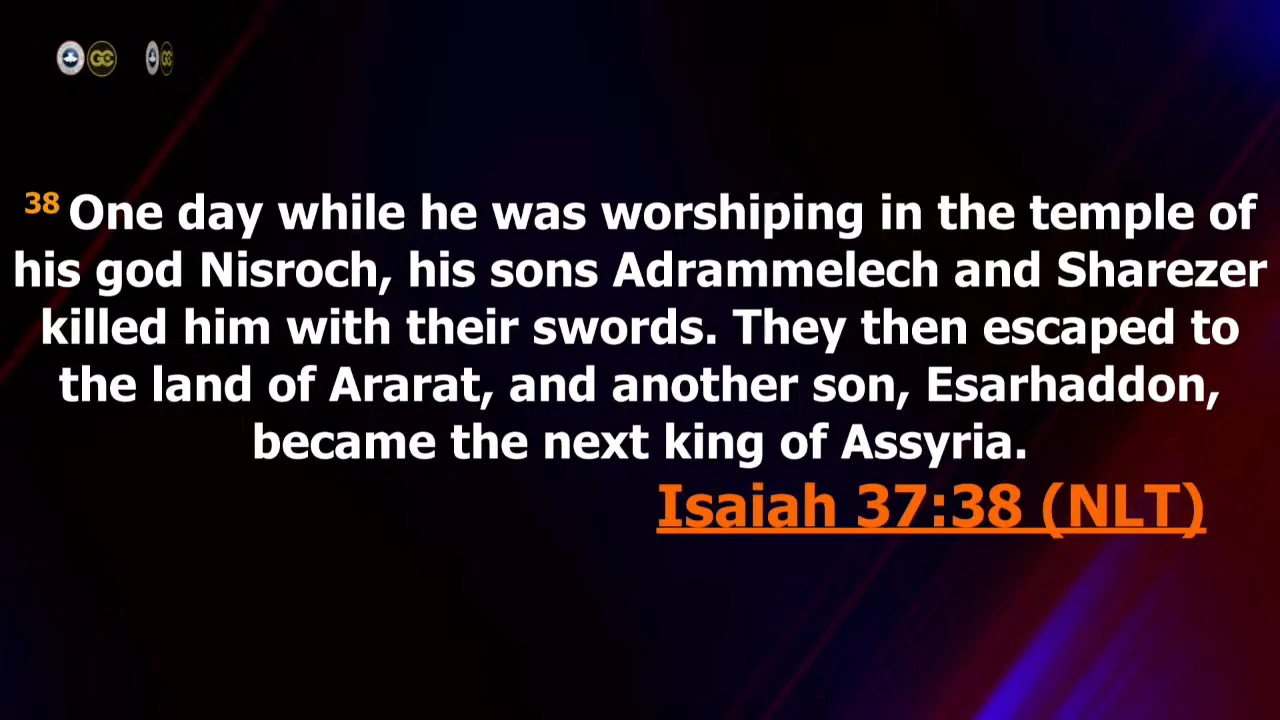 GC
GC
38 One day while he was worshiping in the temple of
his god Nisroch, his sons Adrammelech and Sharezer
killed him with their swords. They then escaped to
the land of Ararat, and another son, Esarhaddon,
became the next king of Assyria.
Isaiah 37:38 (NLT)